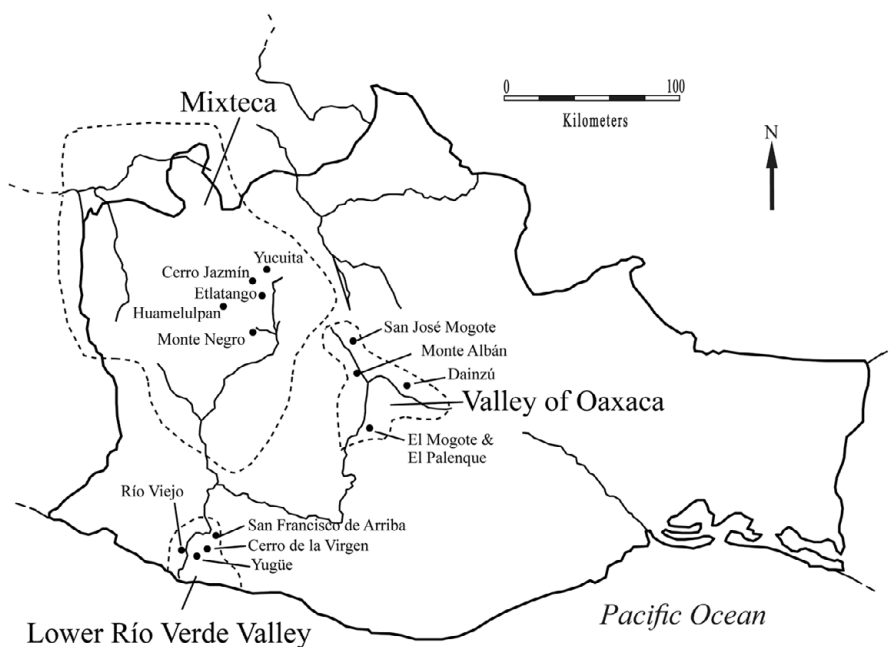 0 100
Kilometers
N
Mixteca
Yucuita
Cerro Jazmín
Etlatango
Huamelulpan
Monte Negro
San José Mogote
Monte Albán
Dainzú
Valley of Oaxaca
El Mogote &
El Palenque
Río Viejo
San Francisco de Arriba
Cerro de la Virgen
Yugüe
Lower Río Verde Valley
Pacific Ocean